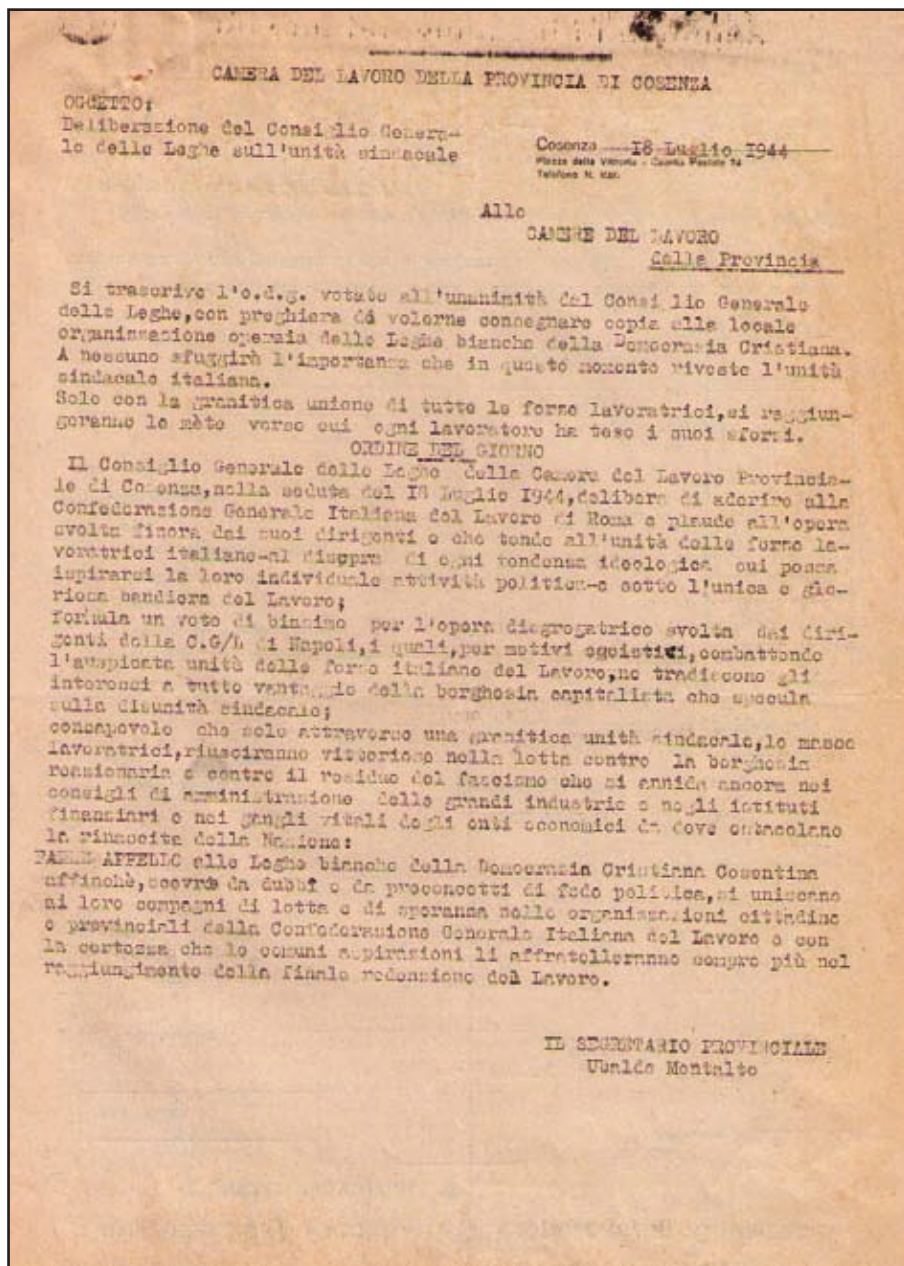 CAMERA DEL LAVORO DELLA PROVINCIA DI COSENZA
OGGETTO:
Deliberazione del Consiglio Genera-
le delle Leghe sull'unità sindacale
Cosenza 18 Luglio 1944
Piazza della Vittoria - Casella Postale 74
Telefono N.
Alle
CAMERE DEL LAVORO
della Provincia
Si trascrive l'o.d.g. votato all'unanimità dal Consiglio Generale
delle Leghe,con preghiera di volerne consegnare copia alla locale
organizzazione operaia delle Leghe bianche della Democrazia Cristiana.
A nessuno sfuggirà l'importanza che in questo momento riveste l'unità
sindacale italiana.
Solo con la granitica unione di tutte le forze lavoratrici,si raggiun-
geranno le mète verso cui ogni lavoratore ha teso i suoi sforzi.
ORDINE DEL GIORNO
Il Consiglio Generale delle Leghe della Camera del Lavoro Provincia-
le di Cosenza,nella seduta del 18 Luglio 1944,delibera di aderire alla
Confederazione Generale Italiana del Lavoro di Roma e plaude all'opera
svolta finora dai suoi dirigenti e che tende all'unità delle forze la-
voratrici italiane-al disopra di ogni tendenza ideologica cui possa
ispirarsi la loro individuale attività politica-e sotto l'unica e glo-
riosa bandiera del Lavoro;
formula un voto di biasimo per l'opera disgregatrice svolta dai diri-
genti della C.G/L di Napoli,i quali,per motivi egoistici,combattendo
l'auspicata unità delle forze italiane del Lavoro,ne tradiscono gli
interessi a tutto vantaggio della borghesia capitalista che specula
sulla disunità sindacale;
consapevole che solo attraverso una granitica unità sindacale,le masse
lavoratrici,riusciranno vittoriose nella lotta contro la borghesia
reazionaria e contro il residuo del fascismo che si annida ancora nei
consigli di amministrazione delle grandi industrie e negli istituti
finanziari e nei gangli vitali degli enti economici da dove ostacolano
la rinascita della Nazione:
FANNO APPELLO alle Leghe bianche della Democrazia Cristiana Cosentina
affinchè,scevre da dubbi e da preconcetti di fede politica,si uniscano
ai loro compagni di lotta e di speranza nelle organizzazioni cittadine
e provinciali della Confederazione Generale Italiana del Lavoro e con
la certezza che le comuni aspirazioni li affratelleranno sempre più nel
raggiungimento della finale redenzione del Lavoro.
IL SEGRETARIO PROVINCIALE
Ubaldo Montalto